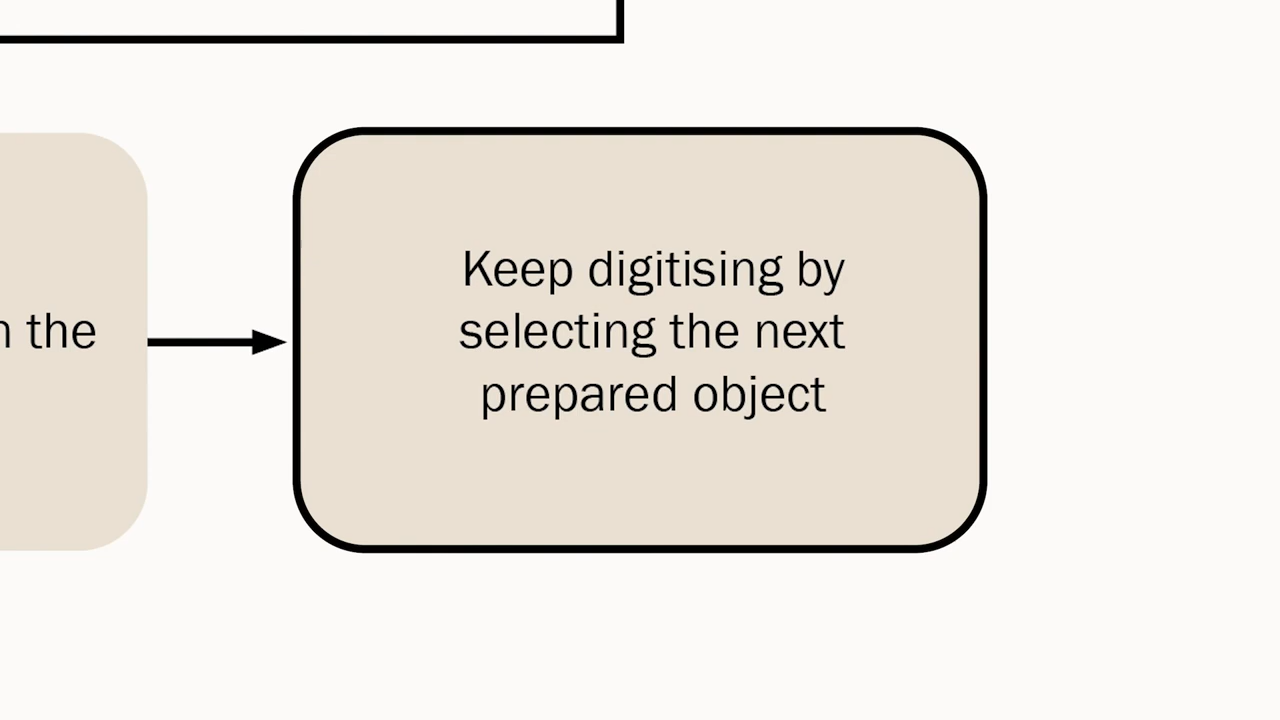 Keep digitising by
the
selecting the next
prepared object